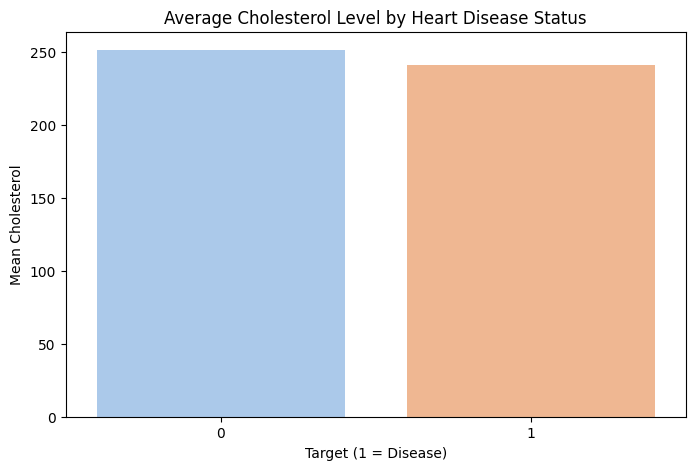 Average Cholesterol Level by Heart Disease Status
250
200
150
100
50
0
Mean Cholesterol
0 1
Target (1 = Disease)